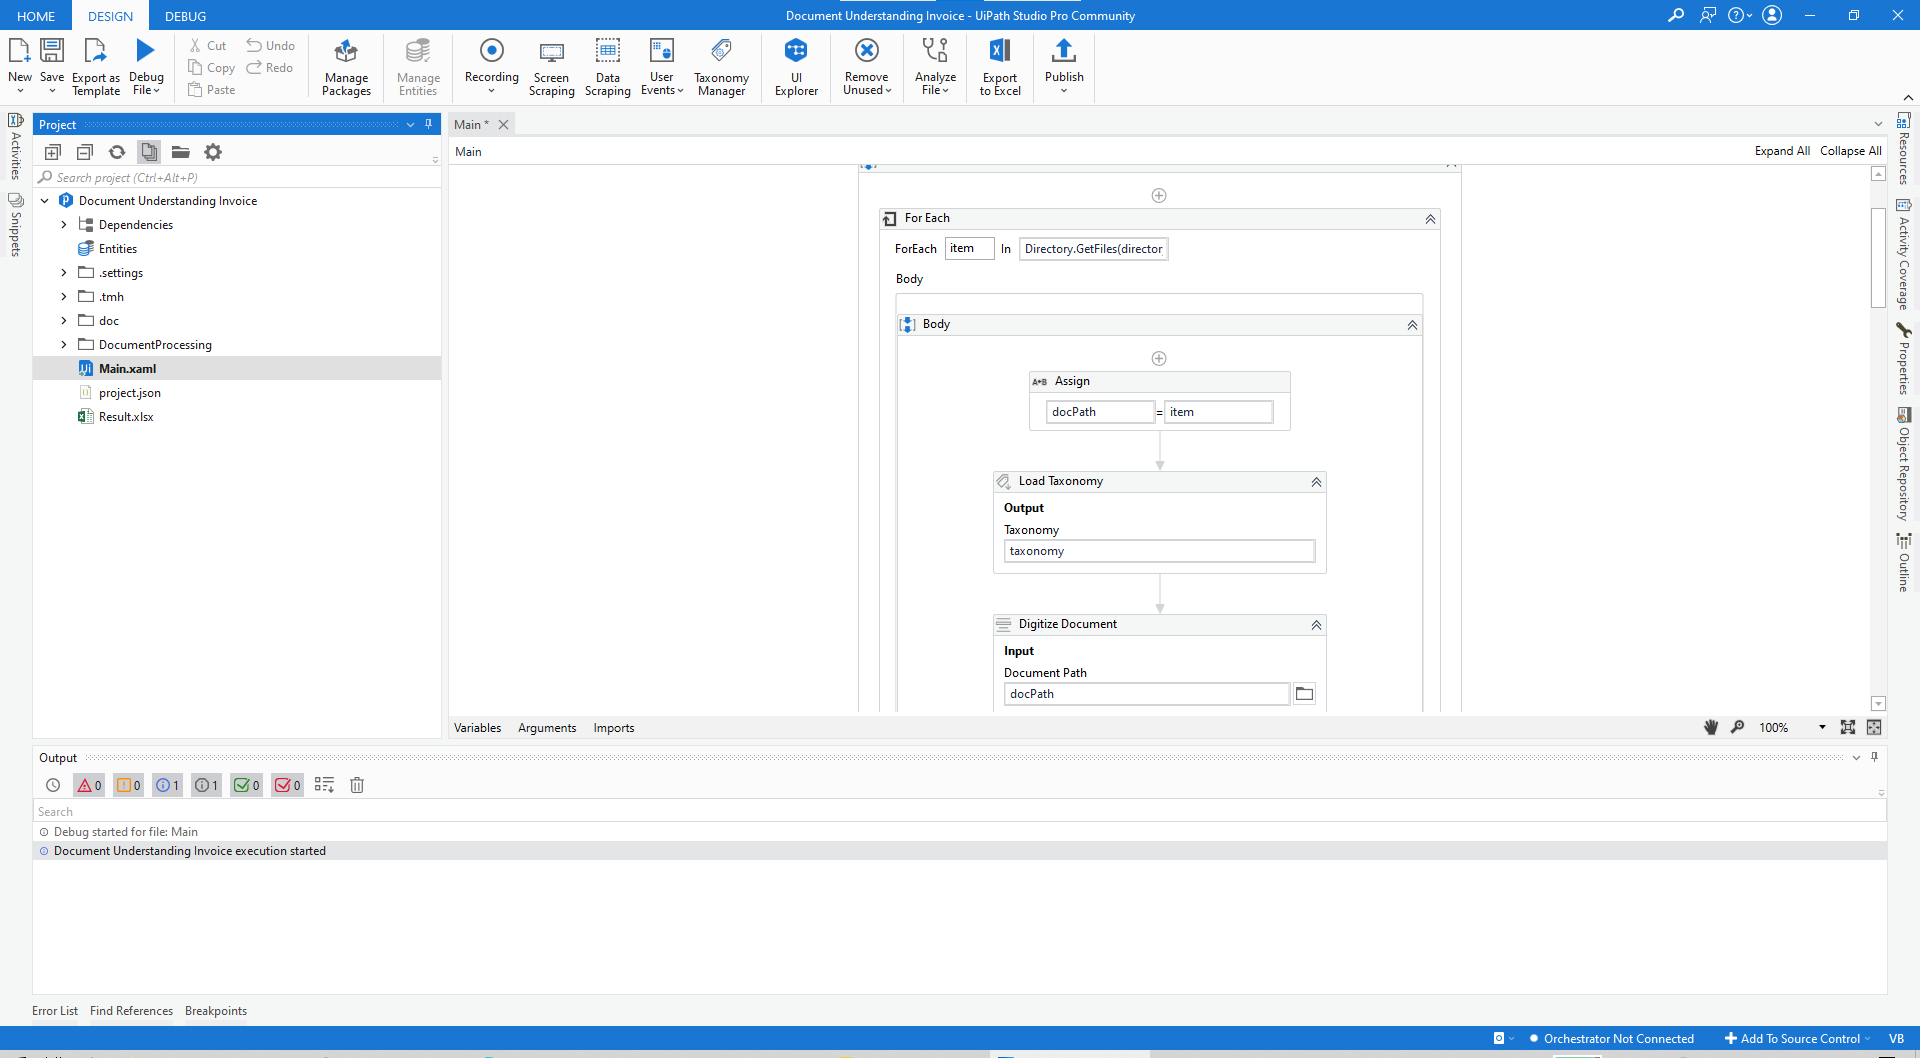 HOME DESIGN DEBUG
Document Understanding Invoice - UiPath Studio Pro Community
New Save Export as Template Debug File
Cut Copy Paste Undo Redo
Manage Packages Manage Entities
Recording Screen Scraping Data Scraping User Events Taxonomy Manager
UI Explorer Remove Unused Analyze File Export to Excel Publish
Activities
Snippets
Project
Search project (Ctrl+Alt+P)
Document Understanding Invoice
Dependencies
Entities
.settings
.tmh
doc
DocumentProcessing
Main.xaml
project.json
Result.xlsx
Main *
Main
Expand All Collapse All
For Each
ForEach item In Directory.GetFiles(director
Body
Body
Assign
docPath = item
Load Taxonomy
Output
Taxonomy
taxonomy
Digitize Document
Input
Document Path
docPath
Variables Arguments Imports
100%
Resources
Activity Coverage
Properties
Object Repository
Outline
Output
0 0 1 1 0 0
Search
Debug started for file: Main
Document Understanding Invoice execution started
Error List Find References Breakpoints
Orchestrator Not Connected Add To Source Control VB